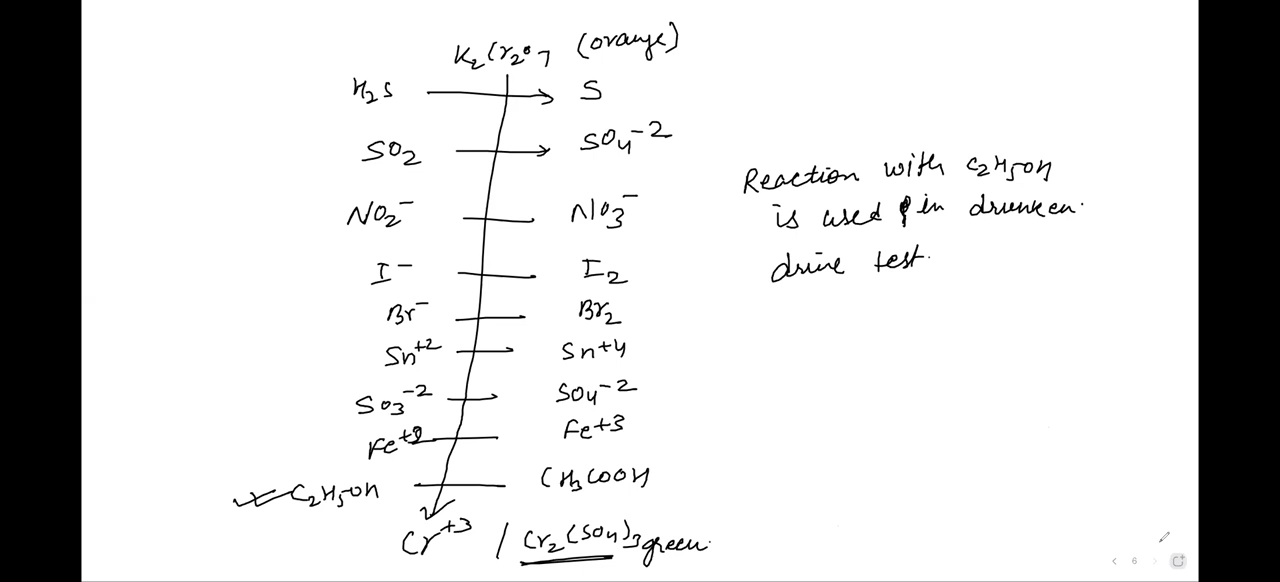 K2Cr2O7 (orange)
H2S → S
SO2 → SO4-2
NO2- — NO3-
I- — I2
Br- → Br2
Sn+2 → Sn+4
SO3-2 → SO4-2
Fe+2 — Fe+3
C2H5OH — CH3COOH
Cr+3 / Cr2(SO4)3 green.
Reaction with C2H5OH
is used in drunken.
drive test.
6